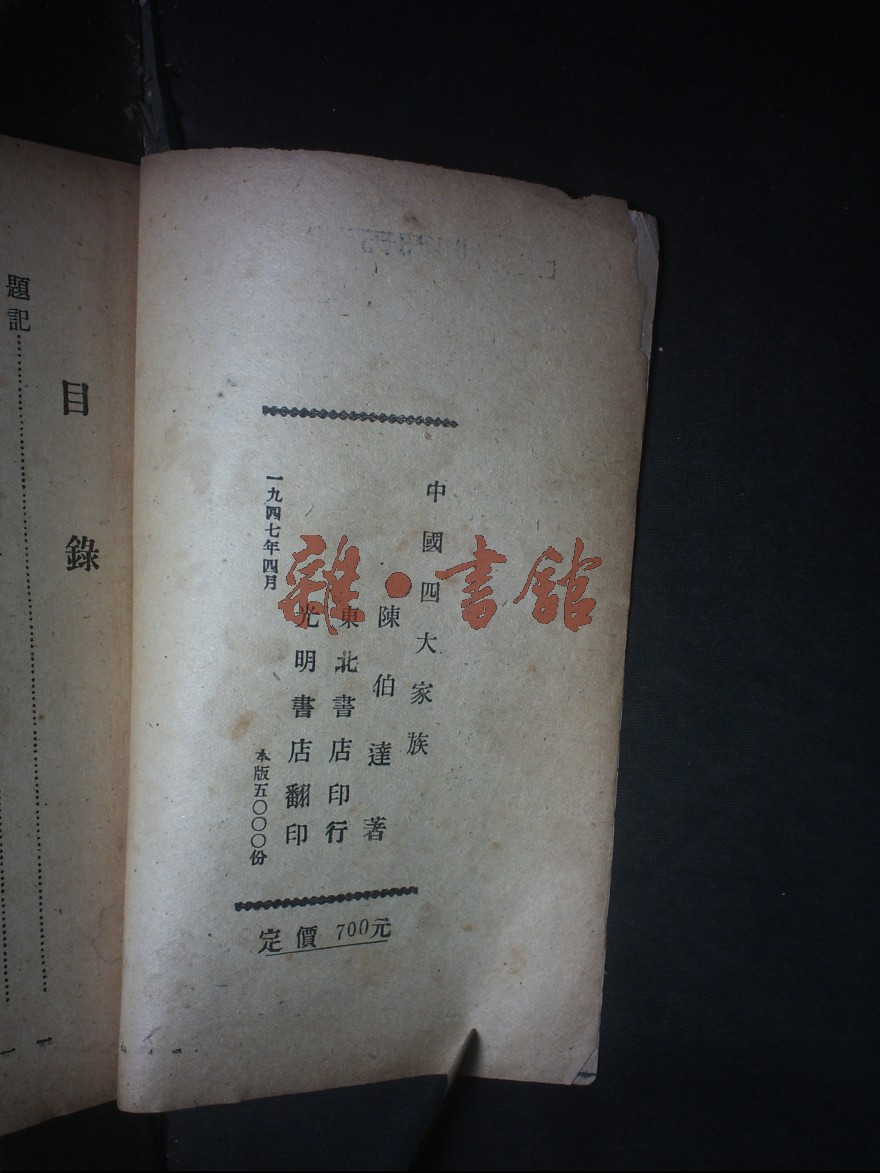 中國四大家族
陳伯達著
東北書店印行
光明書店翻印
一九四七年四月
本版五〇〇〇份
定價 700元
雜·書館
目錄
題記